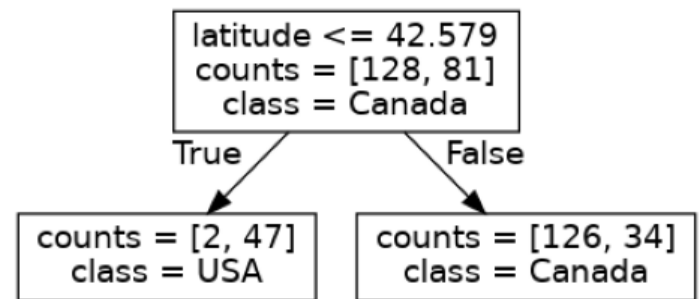 latitude <= 42.579
counts = [128, 81]
class = Canada
True
False
counts = [2, 47]
class = USA
counts = [126, 34]
class = Canada